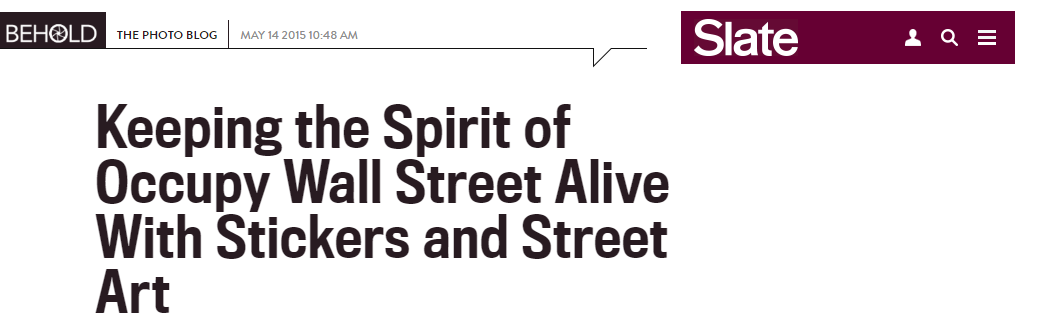 BEHOLD THE PHOTO BLOG MAY 14 2015 10:48 AM
Slate
Keeping the Spirit of
Occupy Wall Street Alive
With Stickers and Street
Art